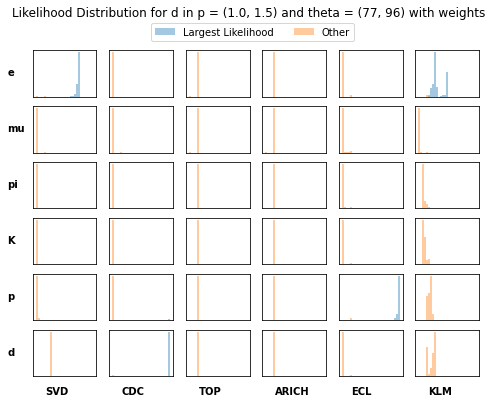 Likelihood Distribution for d in p = (1.0, 1.5) and theta = (77, 96) with weights
Largest Likelihood Other
e
mu
pi
K
p
d
SVD CDC TOP ARICH ECL KLM